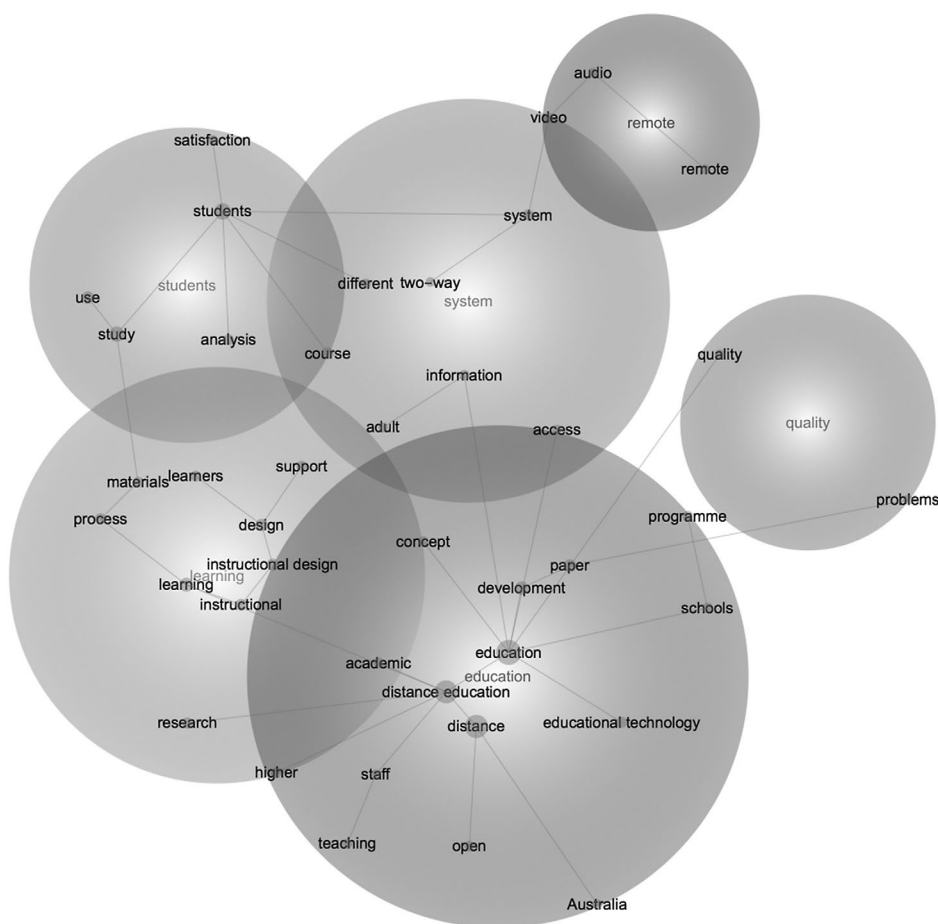 audio
video
remote
remote
satisfaction
students
system
students
different
two-way
system
use
study
analysis
course
information
quality
quality
adult
access
support
learners
materials
problems
process
design
programme
concept
instructional design
paper
learning
learning
development
instructional
schools
education
academic
education
distance education
research
distance
educational technology
higher
staff
teaching
open
Australia